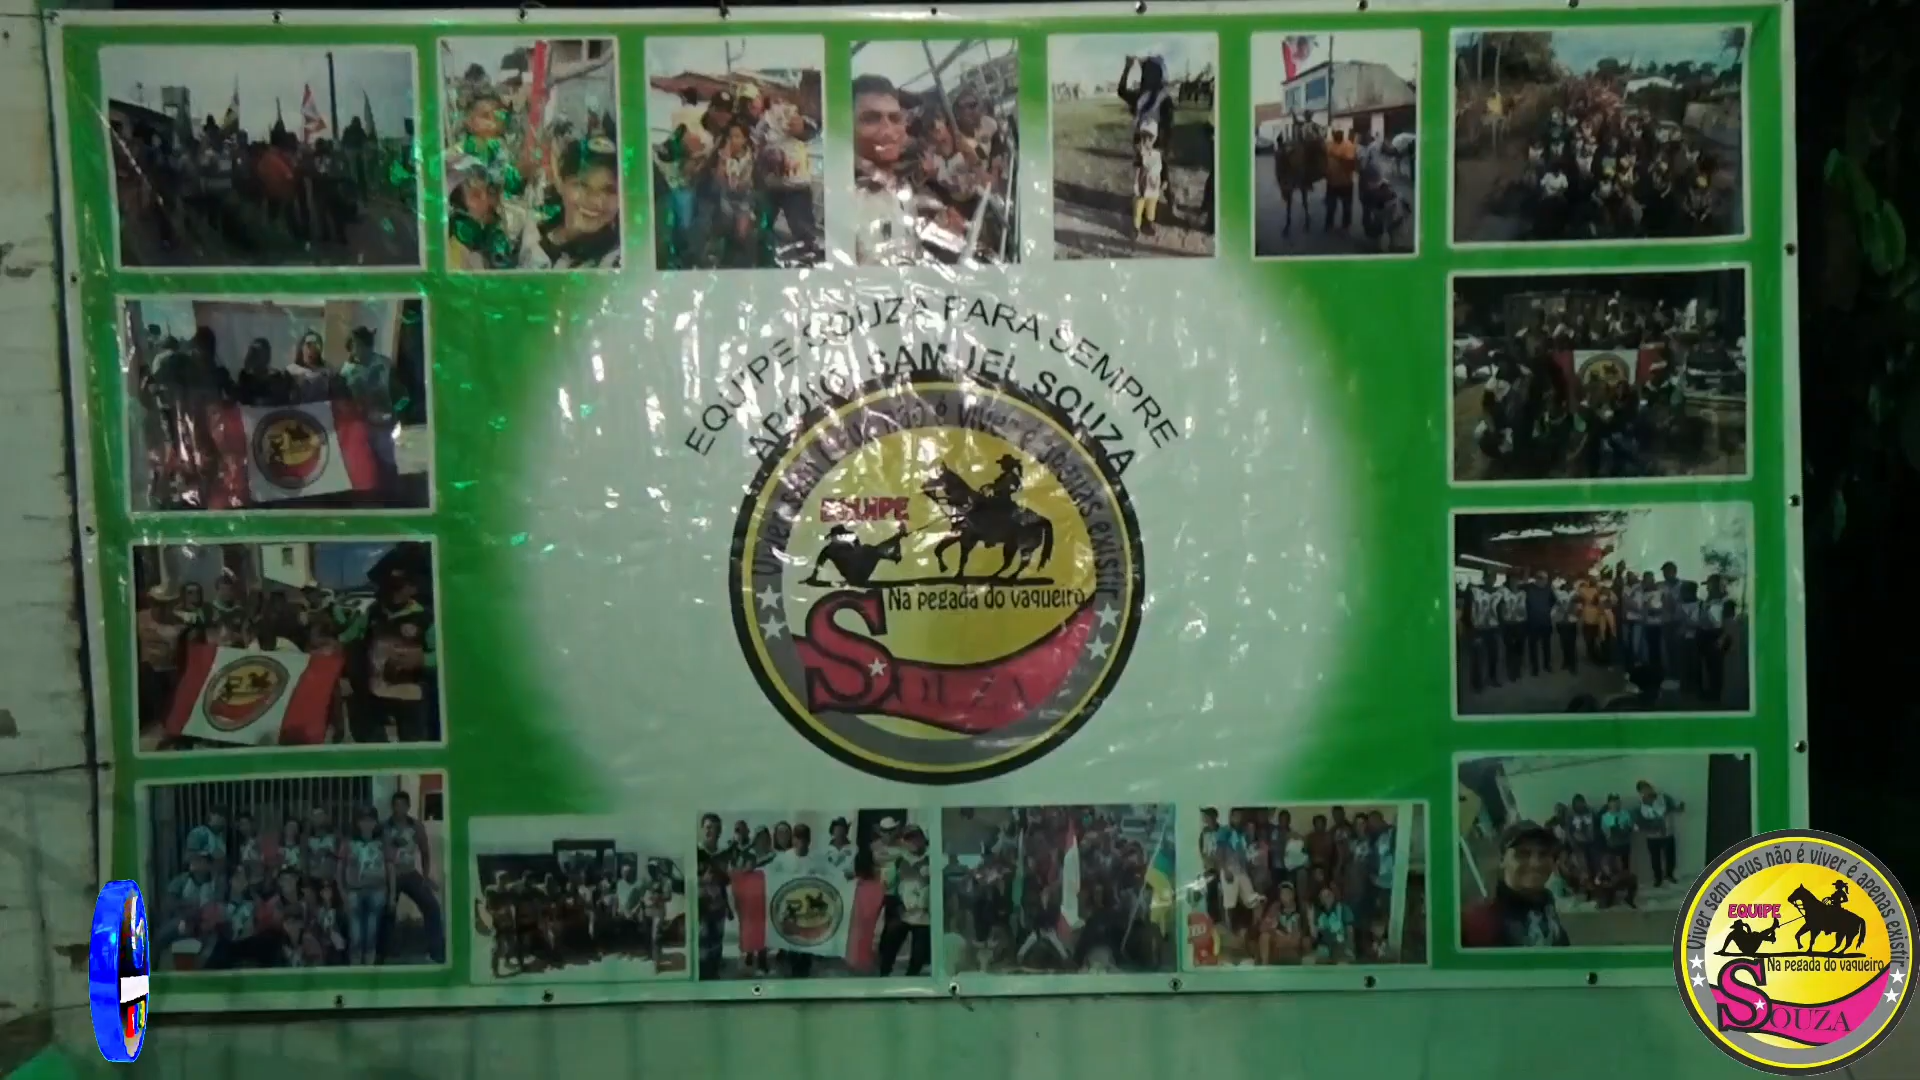 EQUIPE SOUZA PARA SEMPRE
APOIO SAMUEL SOUZA
Viver sem Deus não é viver é apenas existir
EQUIPE
Na pegada do vaqueiro
SOUZA
Viver sem Deus não é viver é apenas existir
EQUIPE
Na pegada do vaqueiro
SOUZA